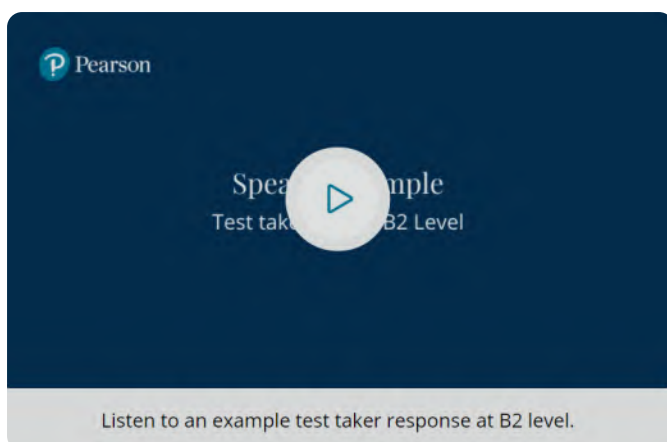 Pearson
Test B2 Level
Listen to an example test taker response at B2 level.